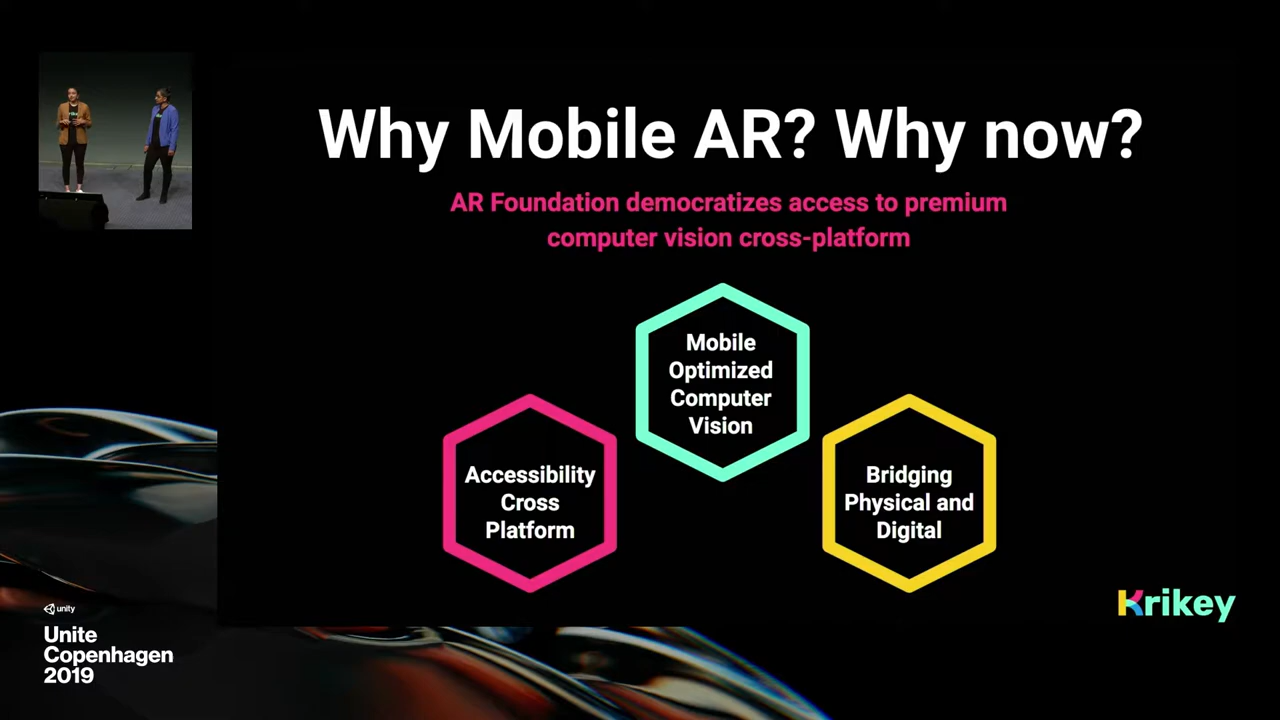 Why Mobile AR? Why now?
AR Foundation democratizes access to premium
computer vision cross-platform
Mobile
Optimized
Computer
Vision
Accessibility
Cross
Platform
Bridging
Physical and
Digital
Krikey
unity
Unite
Copenhagen
2019